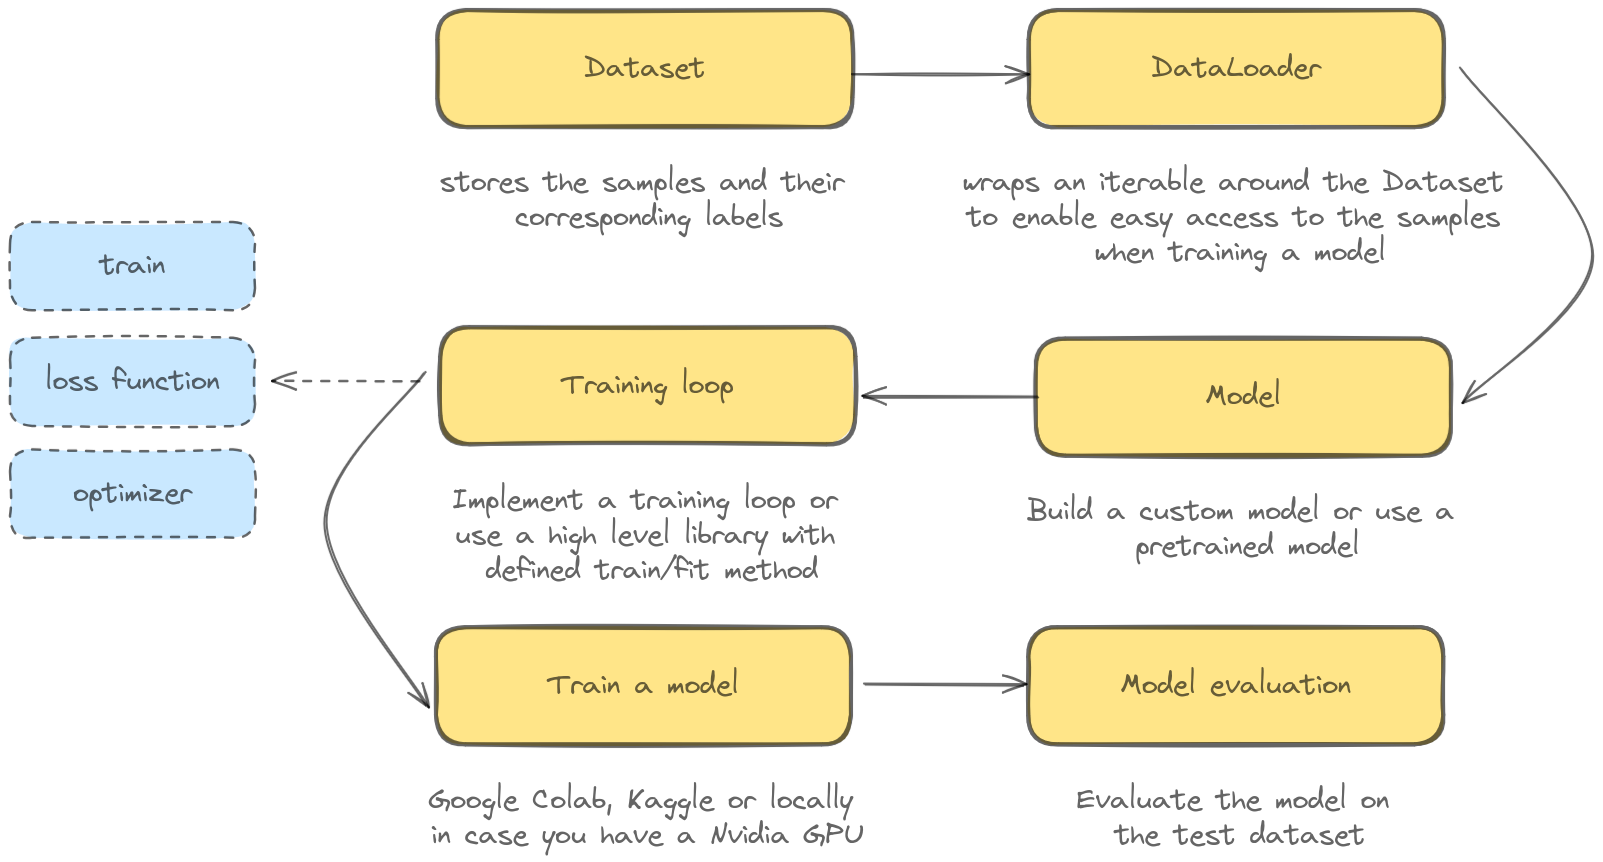 Dataset
DataLoader
stores the samples and their
corresponding labels
wraps an iterable around the Dataset
to enable easy access to the samples
when training a model
train
loss function
optimizer
Training loop
Model
Implement a training loop or
use a high level library with
defined train/fit method
Build a custom model or use a
pretrained model
Train a model
Model evaluation
Google Colab, Kaggle or locally
in case you have a Nvidia GPU
Evaluate the model on
the test dataset